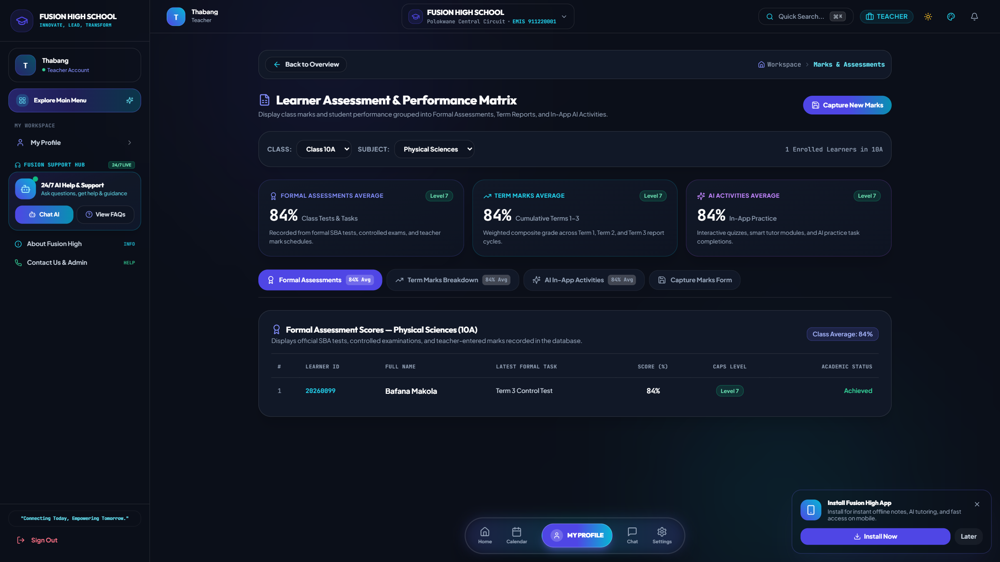 FUSION HIGH SCHOOL
INNOVATE, LEAD, TRANSFORM
T
Thabang
Teacher Account
Explore Main Menu
MY WORKSPACE
My Profile
FUSION SUPPORT HUB
24/7 LIVE
24/7 AI Help & Support
Ask questions, get help & guidance
Chat AI
View FAQs
About Fusion High
INFO
Contact Us & Admin
HELP
"Connecting Today, Empowering Tomorrow."
Sign Out
T
Thabang
Teacher
FUSION HIGH SCHOOL
Polokwane Central Circuit • EMIS 911220001
Quick Search...
⌘K
TEACHER
Back to Overview
Workspace > Marks & Assessments
Learner Assessment & Performance Matrix
Display class marks and student performance grouped into Formal Assessments, Term Reports, and In-App AI Activities.
Capture New Marks
CLASS:
Class 10A
SUBJECT:
Physical Sciences
1 Enrolled Learners in 10A
FORMAL ASSESSMENTS AVERAGE
Level 7
84% Class Tests & Tasks
Recorded from formal SBA tests, controlled exams, and teacher
mark schedules.
TERM MARKS AVERAGE
Level 7
84% Cumulative Terms 1–3
Weighted composite grade across Term 1, Term 2, and Term 3 report
cycles.
AI ACTIVITIES AVERAGE
Level 7
84% In-App Practice
Interactive quizzes, smart tutor modules, and AI practice task
completions.
Formal Assessments 84% Avg
Term Marks Breakdown 84% Avg
AI In-App Activities 84% Avg
Capture Marks Form
Formal Assessment Scores — Physical Sciences (10A)
Displays official SBA tests, controlled examinations, and teacher-entered marks recorded in the database.
Class Average: 84%
# LEARNER ID FULL NAME LATEST FORMAL TASK SCORE (%) CAPS LEVEL ACADEMIC STATUS
1 20260099 Bafana Makola Term 3 Control Test 84% Level 7 Achieved
Home
Calendar
MY PROFILE
Chat
Settings
Install Fusion High App
Install for instant offline notes, AI tutoring, and fast
access on mobile.
Install Now
Later